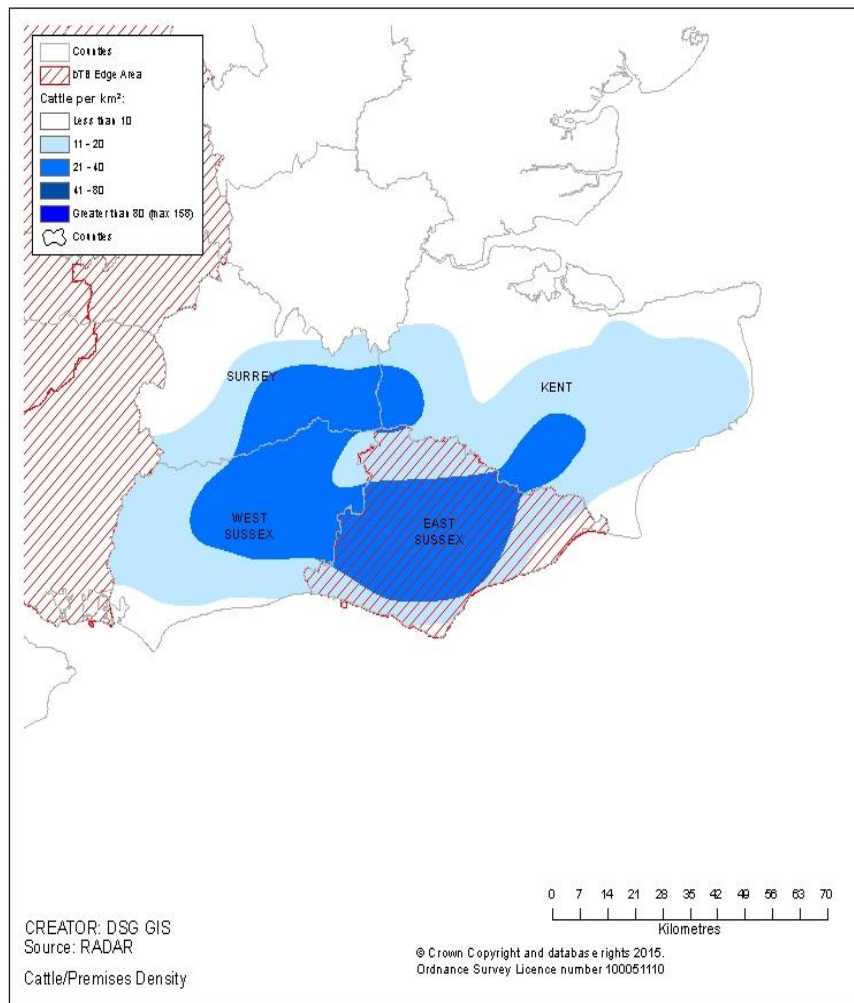 Counties
bTB Edge Area
Cattle per km²:
Less than 10
11 - 20
21 - 40
41 - 80
Greater than 80 (max 158)
Counties
SURREY
KENT
WEST
SUSSEX
EAST
SUSSEX
0 7 14 21 28 35 42 49 56 63 70
Kilometres
CREATOR: DSG GIS
Source: RADAR
Cattle/Premises Density
© Crown Copyright and database rights 2015.
Ordnance Survey Licence number 100051110